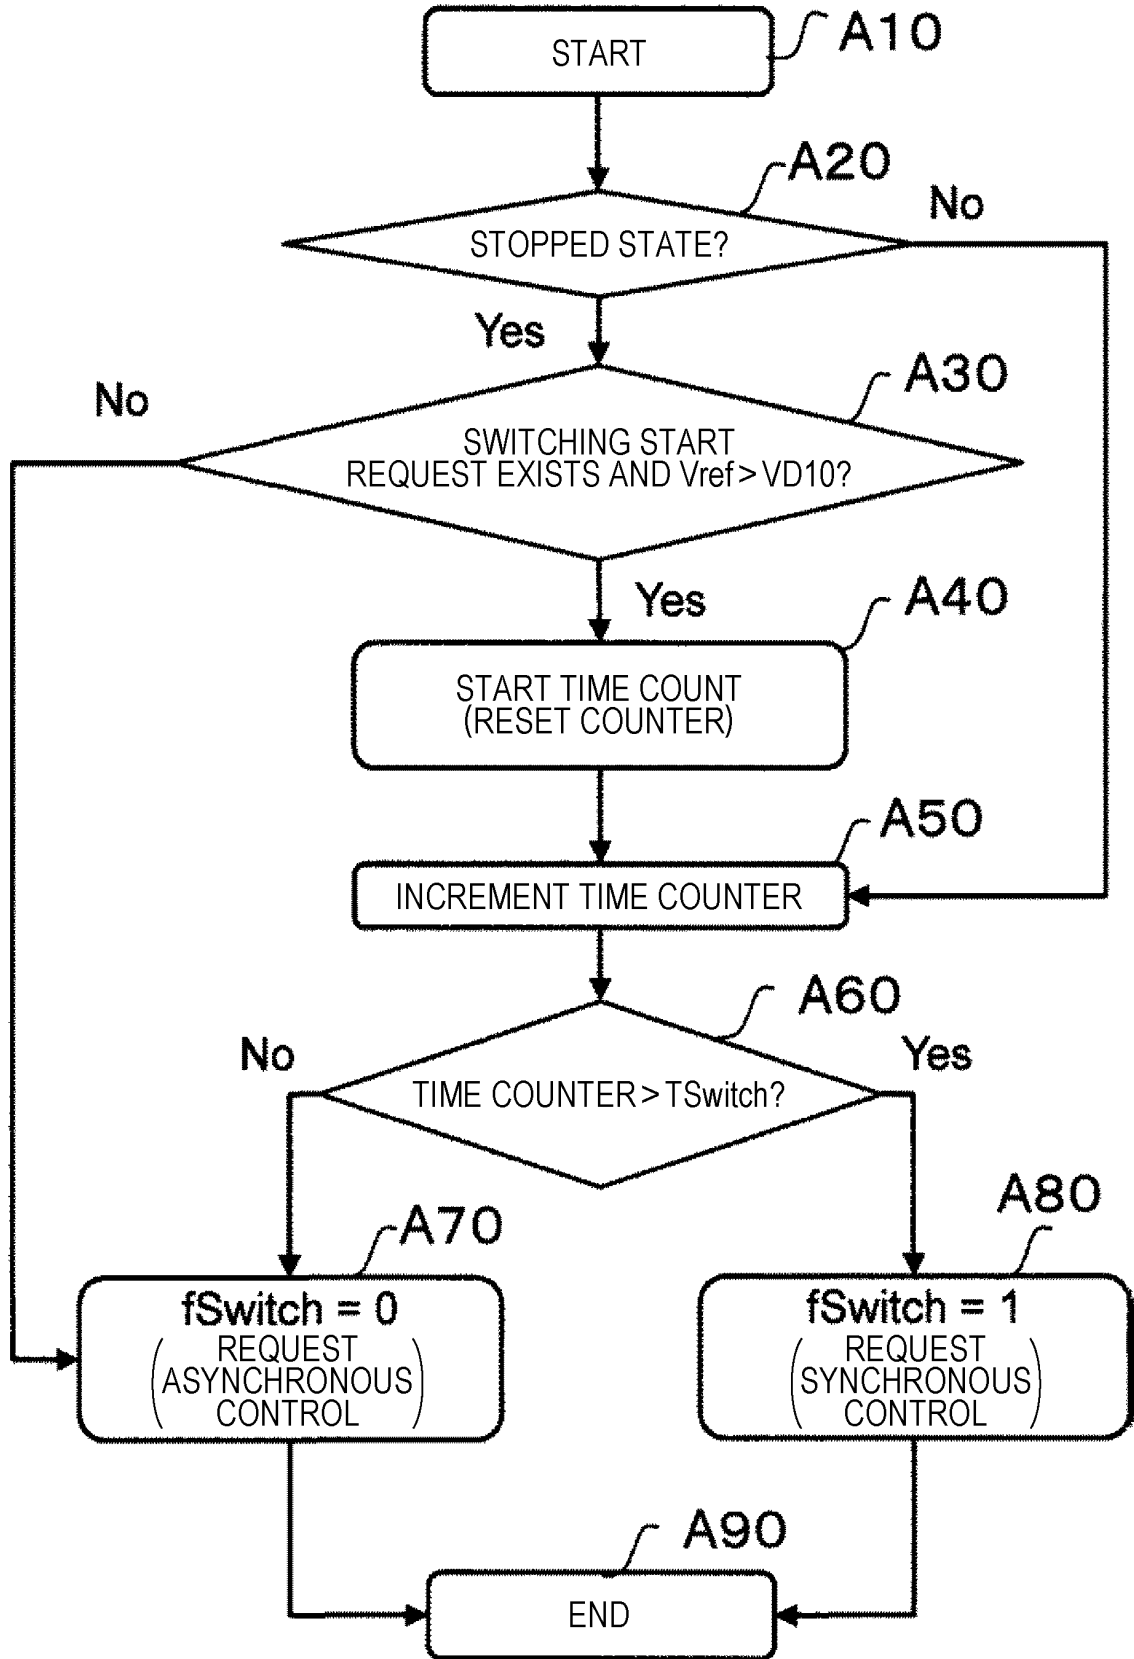 A10
START
A20
STOPPED STATE?
No
Yes
A30
No
SWITCHING START
REQUEST EXISTS AND Vref > VD10?
Yes
A40
START TIME COUNT
(RESET COUNTER)
A50
INCREMENT TIME COUNTER
A60
No
Yes
TIME COUNTER > TSwitch?
A70
fSwitch = 0
(REQUEST
ASYNCHRONOUS
CONTROL)
A80
fSwitch = 1
(REQUEST
SYNCHRONOUS
CONTROL)
A90
END